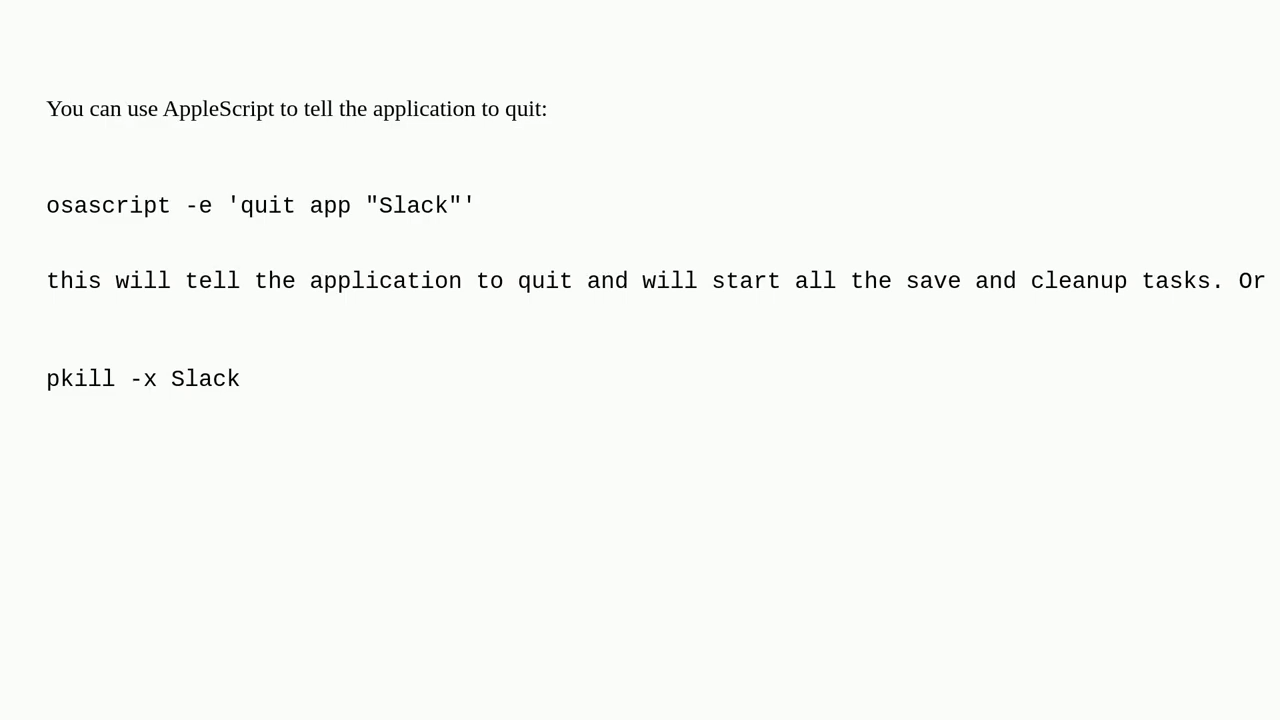 You can use AppleScript to tell the application to quit:
osascript -e 'quit app "Slack"'
this will tell the application to quit and will start all the save and cleanup tasks. Or
pkill -x Slack